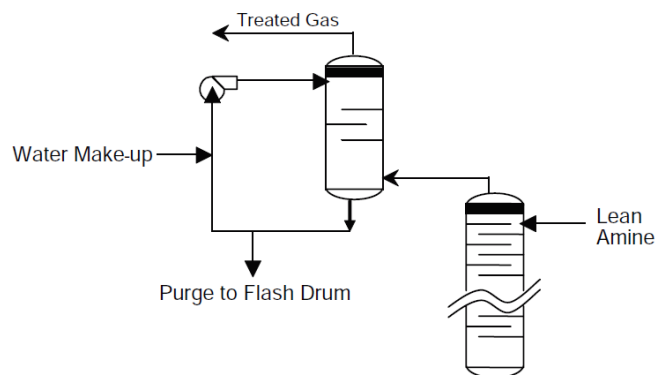 Treated Gas
Water Make-up
Lean
Amine
Purge to Flash Drum